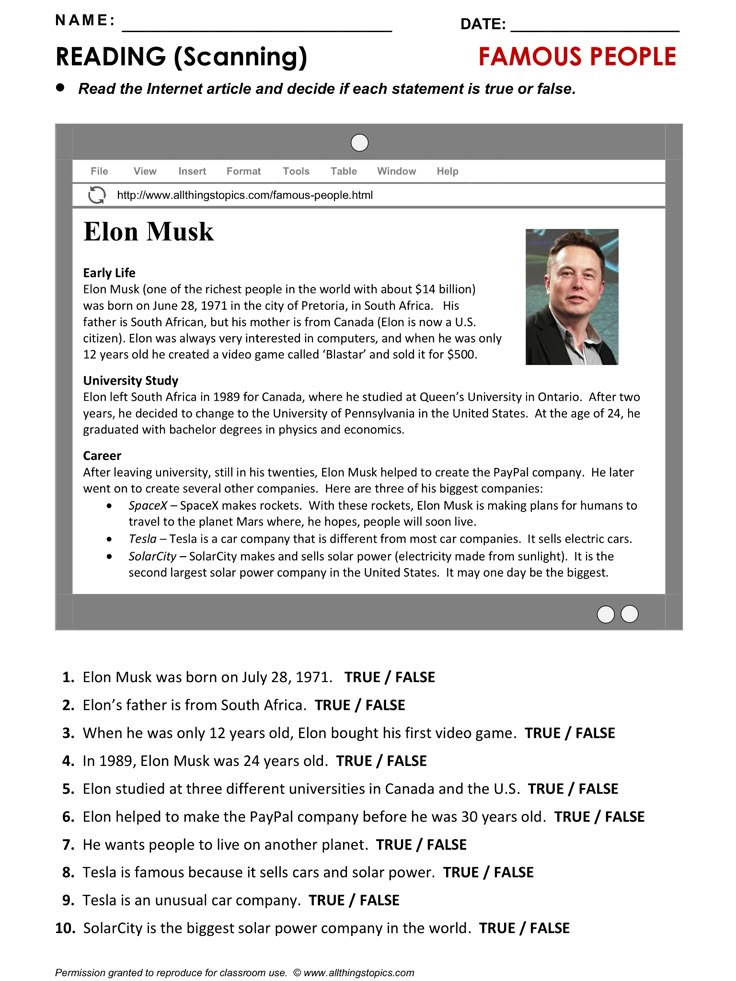 NAME: ____________ DATE: ____________
READING (Scanning) FAMOUS PEOPLE
● Read the Internet article and decide if each statement is true or false.
File View Insert Format Tools Table Window Help
http://www.allthingstopics.com/famous-people.html
Elon Musk
Early Life
Elon Musk (one of the richest people in the world with about $14 billion)
was born on June 28, 1971 in the city of Pretoria, in South Africa. His
father is South African, but his mother is from Canada (Elon is now a U.S.
citizen). Elon was always very interested in computers, and when he was only
12 years old he created a video game called ‘Blastar’ and sold it for $500.
University Study
Elon left South Africa in 1989 for Canada, where he studied at Queen’s University in Ontario. After two
years, he decided to change to the University of Pennsylvania in the United States. At the age of 24, he
graduated with bachelor degrees in physics and economics.
Career
After leaving university, still in his twenties, Elon Musk helped to create the PayPal company. He later
went on to create several other companies. Here are three of his biggest companies:
• SpaceX – SpaceX makes rockets. With these rockets, Elon Musk is making plans for humans to
travel to the planet Mars where, he hopes, people will soon live.
• Tesla – Tesla is a car company that is different from most car companies. It sells electric cars.
• SolarCity – SolarCity makes and sells solar power (electricity made from sunlight). It is the
second largest solar power company in the United States. It may one day be the biggest.
1. Elon Musk was born on July 28, 1971. TRUE / FALSE
2. Elon’s father is from South Africa. TRUE / FALSE
3. When he was only 12 years old, Elon bought his first video game. TRUE / FALSE
4. In 1989, Elon Musk was 24 years old. TRUE / FALSE
5. Elon studied at three different universities in Canada and the U.S. TRUE / FALSE
6. Elon helped to make the PayPal company before he was 30 years old. TRUE / FALSE
7. He wants people to live on another planet. TRUE / FALSE
8. Tesla is famous because it sells cars and solar power. TRUE / FALSE
9. Tesla is an unusual car company. TRUE / FALSE
10. SolarCity is the biggest solar power company in the world. TRUE / FALSE
Permission granted to reproduce for classroom use. © www.allthingstopics.com